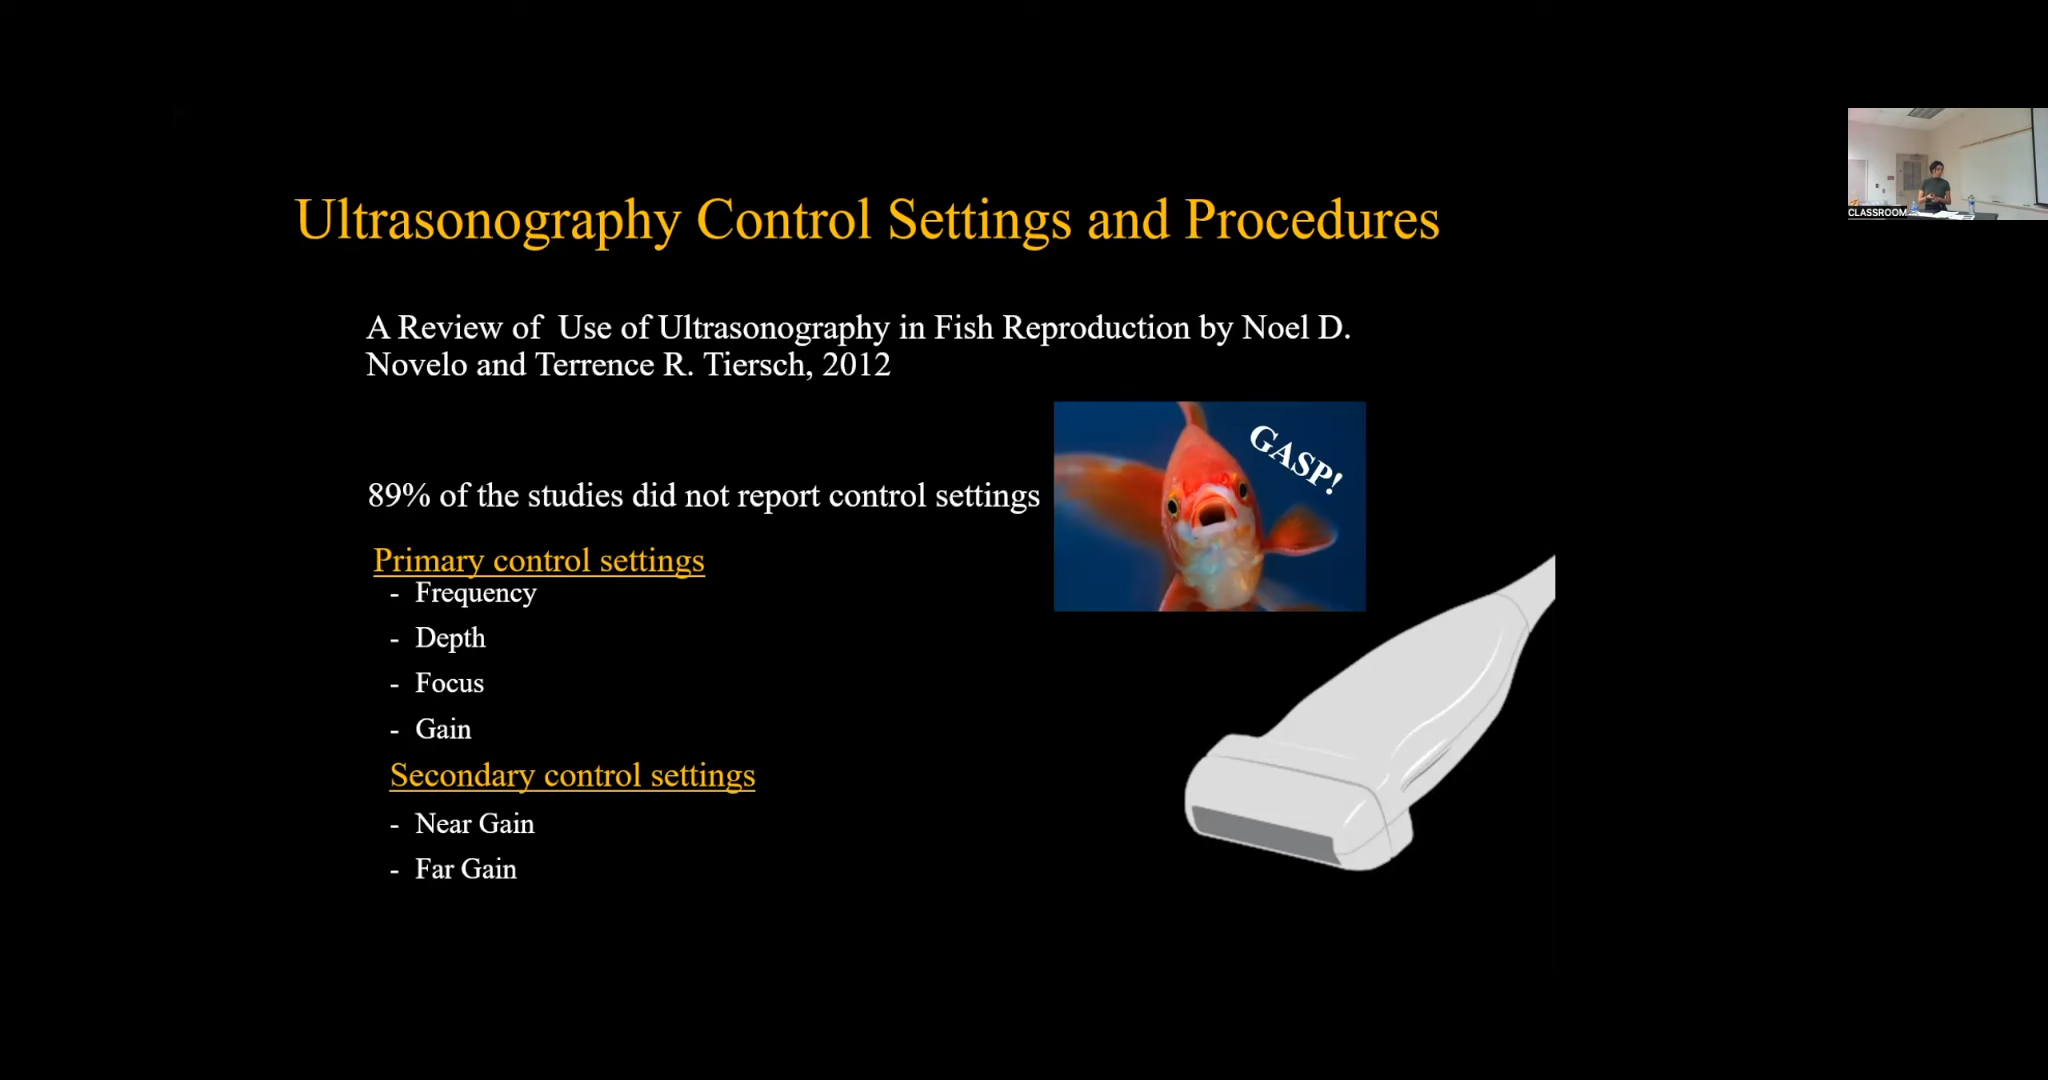 Ultrasonography Control Settings and Procedures
A Review of  Use of Ultrasonography in Fish Reproduction by Noel D.
Novelo and Terrence R. Tiersch, 2012
GASP!
89% of the studies did not report control settings
Primary control settings
- Frequency
- Depth
- Focus
- Gain
Secondary control settings
- Near Gain
- Far Gain
CLASSROOM